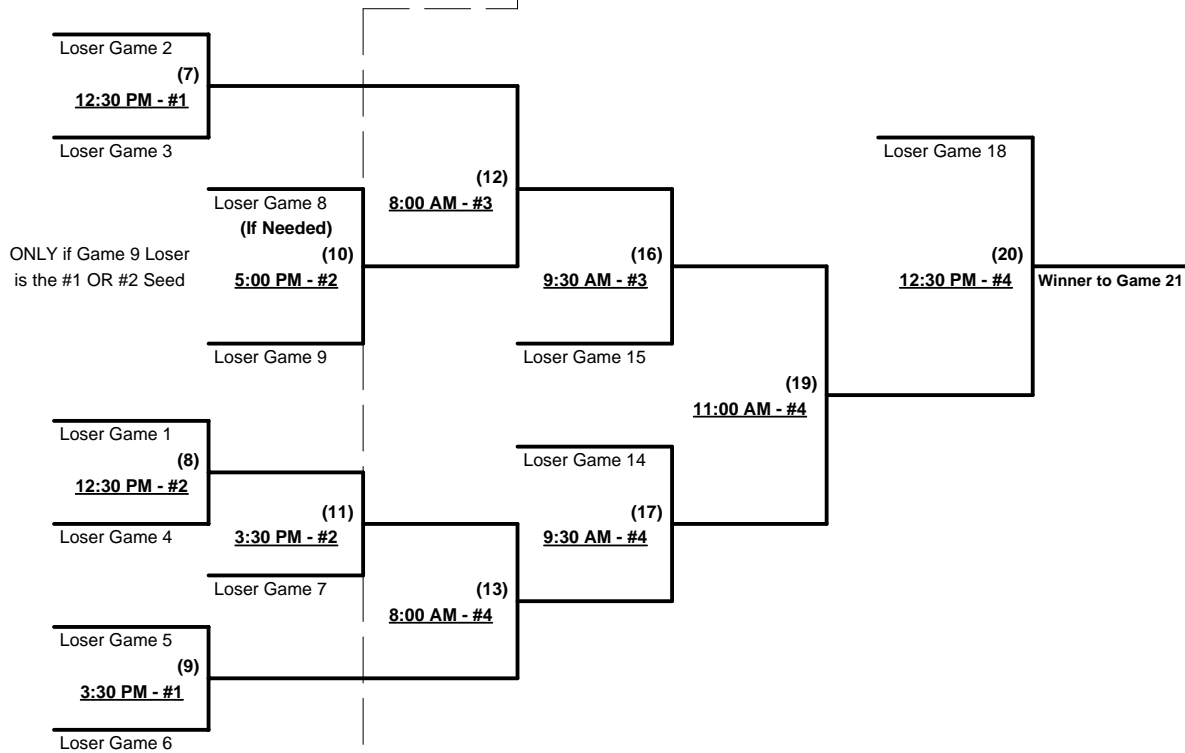 Loser Game 2
(7)
12:30 PM - #1
Loser Game 3
Loser Game 18
(12)
8:00 AM - #3
Loser Game 8
(If Needed)
ONLY if Game 9 Loser
is the #1 OR #2 Seed
(10)
5:00 PM - #2
(16)
9:30 AM - #3
(20)
12:30 PM - #4
Winner to Game 21
Loser Game 9
Loser Game 15
(19)
11:00 AM - #4
Loser Game 1
(8)
12:30 PM - #2
Loser Game 14
Loser Game 4
(11)
3:30 PM - #2
(17)
9:30 AM - #4
Loser Game 7
(13)
8:00 AM - #4
Loser Game 5
(9)
3:30 PM - #1
Loser Game 6